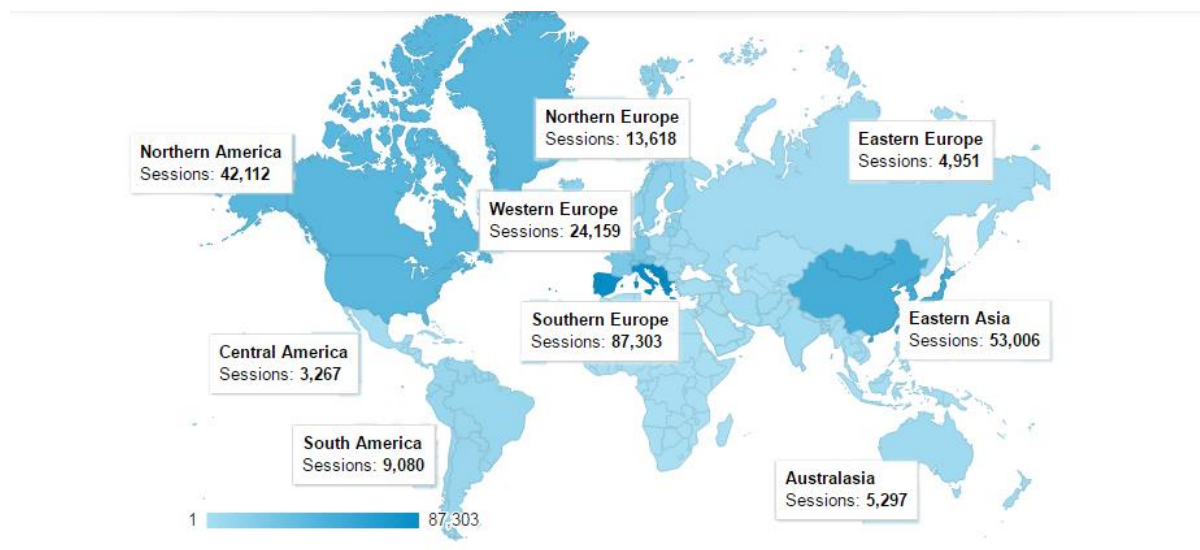 Northern Europe
Sessions: 13,618
Eastern Europe
Sessions: 4,951
Northern America
Sessions: 42,112
Western Europe
Sessions: 24,159
Southern Europe
Sessions: 87,303
Eastern Asia
Sessions: 53,006
Central America
Sessions: 3,267
South America
Sessions: 9,080
Australasia
Sessions: 5,297
1 87,303